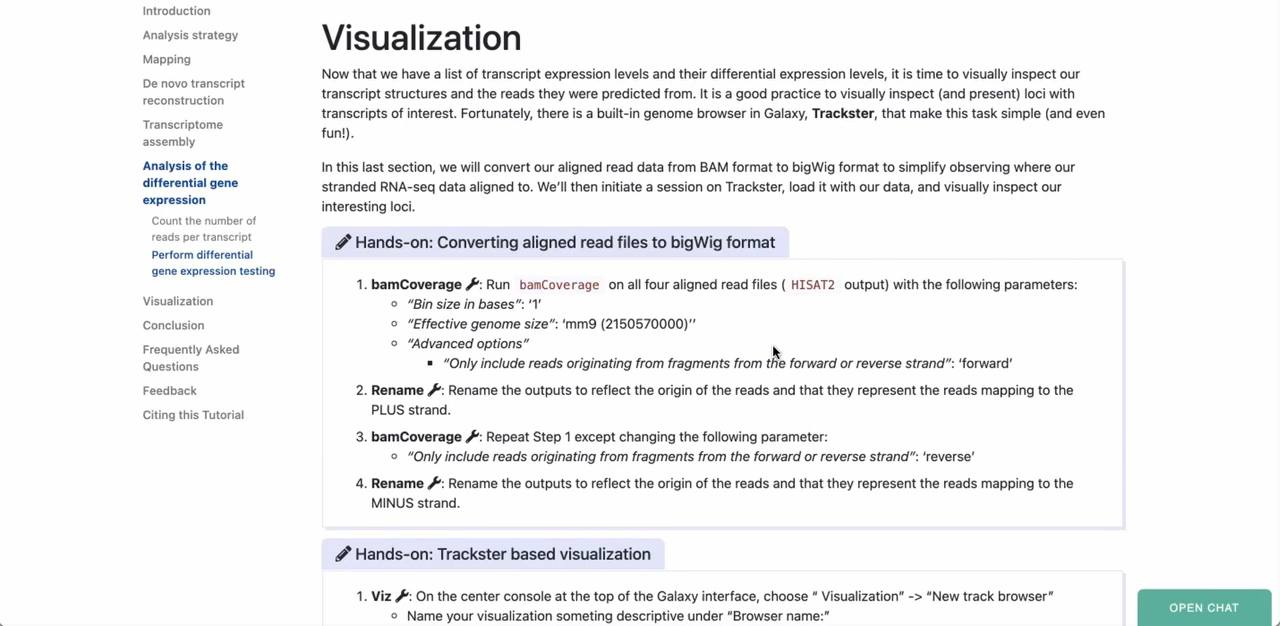 Introduction
Analysis strategy
Mapping
De novo transcript
reconstruction
Transcriptome
assembly
Analysis of the
differential gene
expression
Count the number of
reads per transcript
Perform differential
gene expression testing
Visualization
Conclusion
Frequently Asked
Questions
Feedback
Citing this Tutorial
Visualization
Now that we have a list of transcript expression levels and their differential expression levels, it is time to visually inspect our
transcript structures and the reads they were predicted from. It is a good practice to visually inspect (and present) loci with
transcripts of interest. Fortunately, there is a built-in genome browser in Galaxy, Trackster, that make this task simple (and even
fun!).
In this last section, we will convert our aligned read data from BAM format to bigWig format to simplify observing where our
stranded RNA-seq data aligned to. We’ll then initiate a session on Trackster, load it with our data, and visually inspect our
interesting loci.
Hands-on: Converting aligned read files to bigWig format
1. bamCoverage : Run bamCoverage on all four aligned read files ( HISAT2 output) with the following parameters:
“Bin size in bases”: ‘1’
“Effective genome size”: ‘mm9 (2150570000)’’
“Advanced options”
“Only include reads originating from fragments from the forward or reverse strand”: ‘forward’
2. Rename : Rename the outputs to reflect the origin of the reads and that they represent the reads mapping to the
PLUS strand.
3. bamCoverage : Repeat Step 1 except changing the following parameter:
“Only include reads originating from fragments from the forward or reverse strand”: ‘reverse’
4. Rename : Rename the outputs to reflect the origin of the reads and that they represent the reads mapping to the
MINUS strand.
Hands-on: Trackster based visualization
1. Viz : On the center console at the top of the Galaxy interface, choose “ Visualization” -> “New track browser”
Name your visualization someting descriptive under “Browser name:”
OPEN CHAT